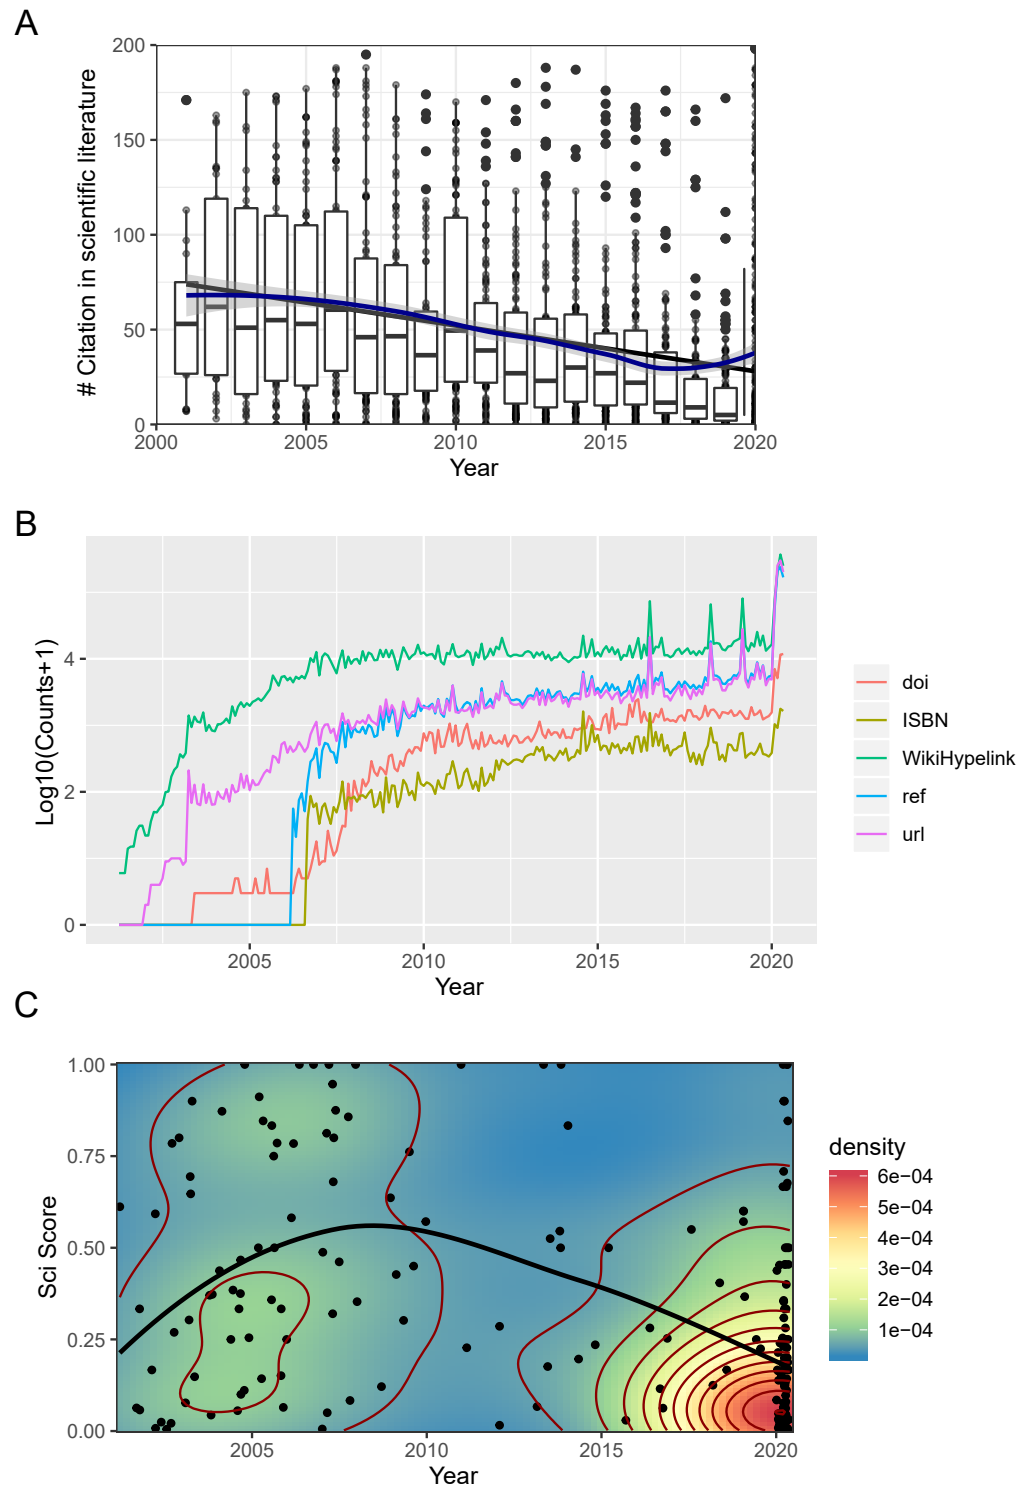 A
# Citation in scientific literature
200
150
100
50
0
2000 2005 2010 2015 2020
Year
B
Log10(Counts+1)
4
2
0
2005 2010 2015 2020
Year
doi
ISBN
WikiHypelink
ref
url
C
Sci Score
1.00
0.75
0.50
0.25
0.00
2005 2010 2015 2020
Year
density
6e−04
5e−04
4e−04
3e−04
2e−04
1e−04